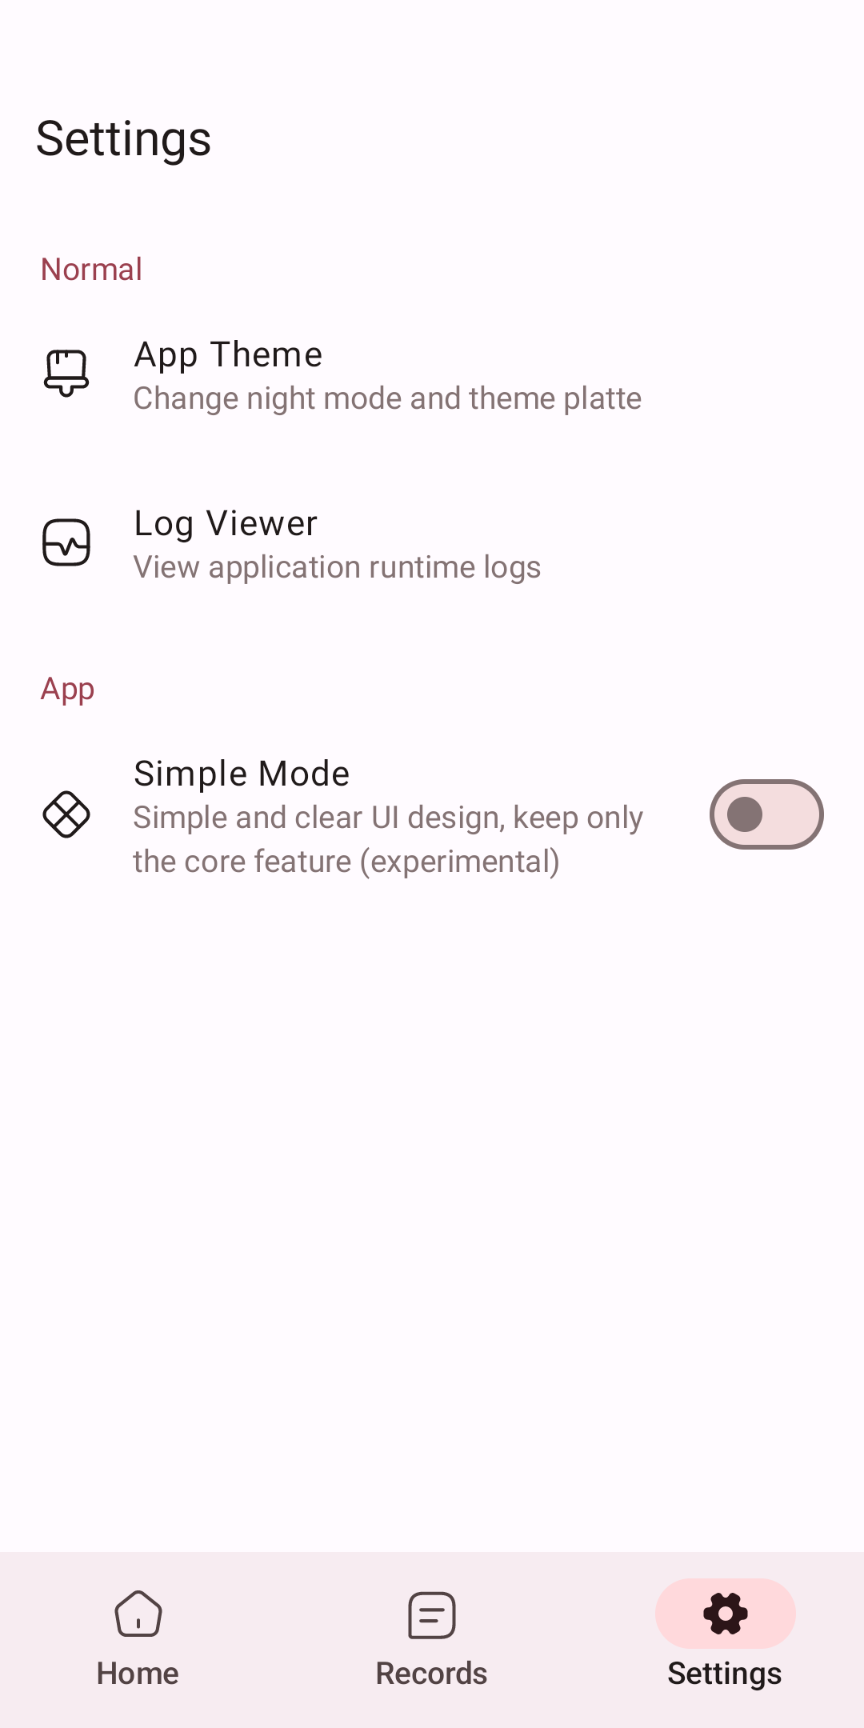 Settings
Normal
App Theme
Change night mode and theme platte
Log Viewer
View application runtime logs
App
Simple Mode
Simple and clear UI design, keep only
the core feature (experimental)
Home
Records
Settings